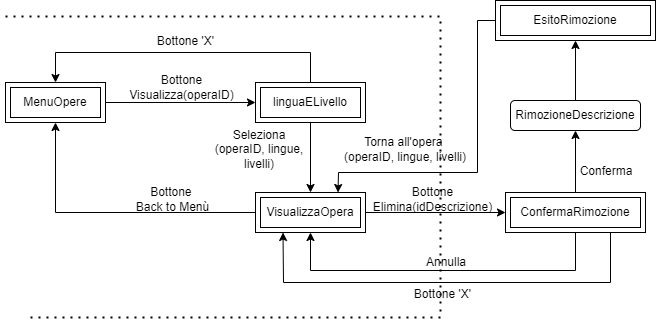 Bottone 'X'
EsitoRimozione
MenuOpere
Bottone
Visualizza(operaID)
linguaELivello
RimozioneDescrizione
Seleziona
(operaID, lingue,
livelli)
Torna all'opera
(operaID, lingue, livelli)
Conferma
Bottone
Back to Menù
VisualizzaOpera
Bottone
Elimina(idDescrizione)
ConfermaRimozione
Annulla
Bottone 'X'